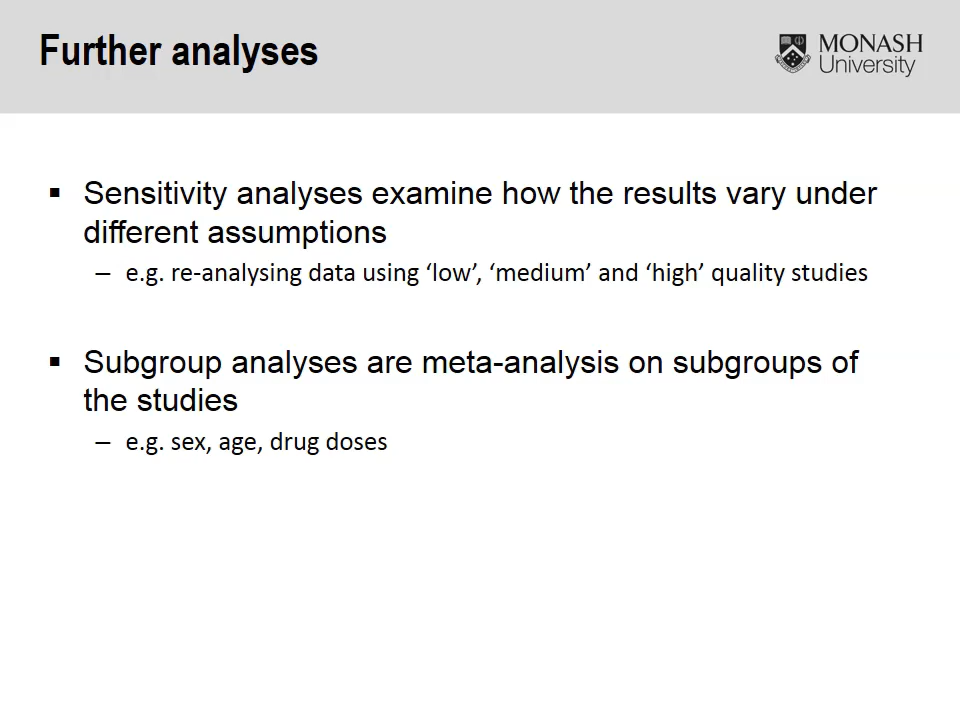 Further analyses
MONASH
University
▪ Sensitivity analyses examine how the results vary under
different assumptions
– e.g. re-analysing data using ‘low’, ‘medium’ and ‘high’ quality studies
▪ Subgroup analyses are meta-analysis on subgroups of
the studies
– e.g. sex, age, drug doses